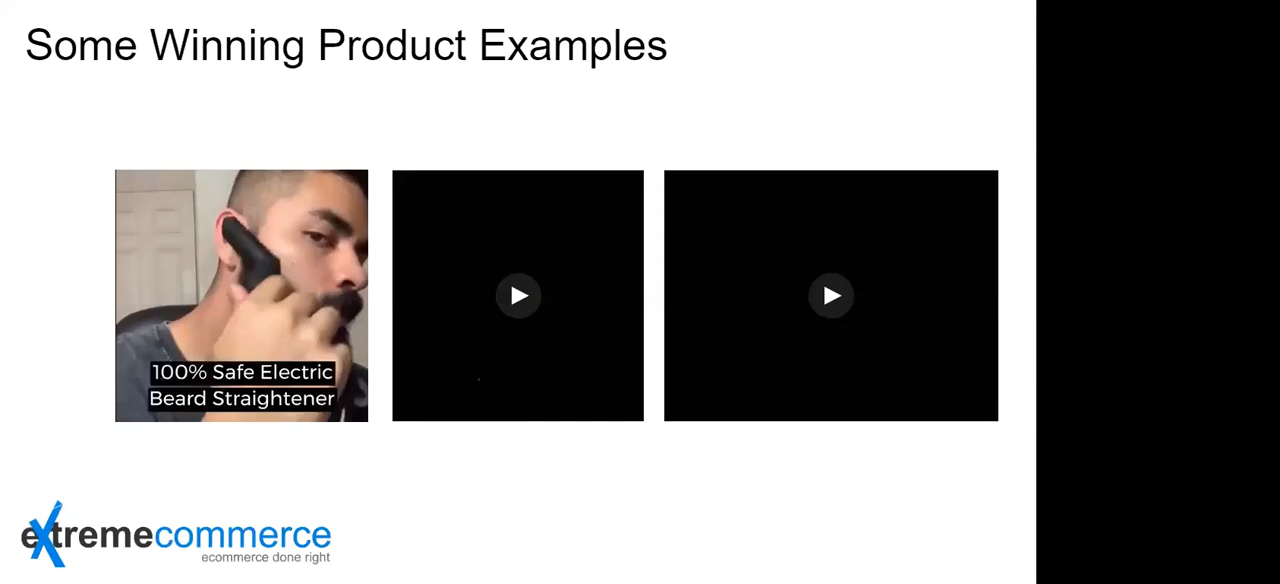 Some Winning Product Examples
100% Safe Electric
Beard Straightener
extremecommerce
ecommerce done right